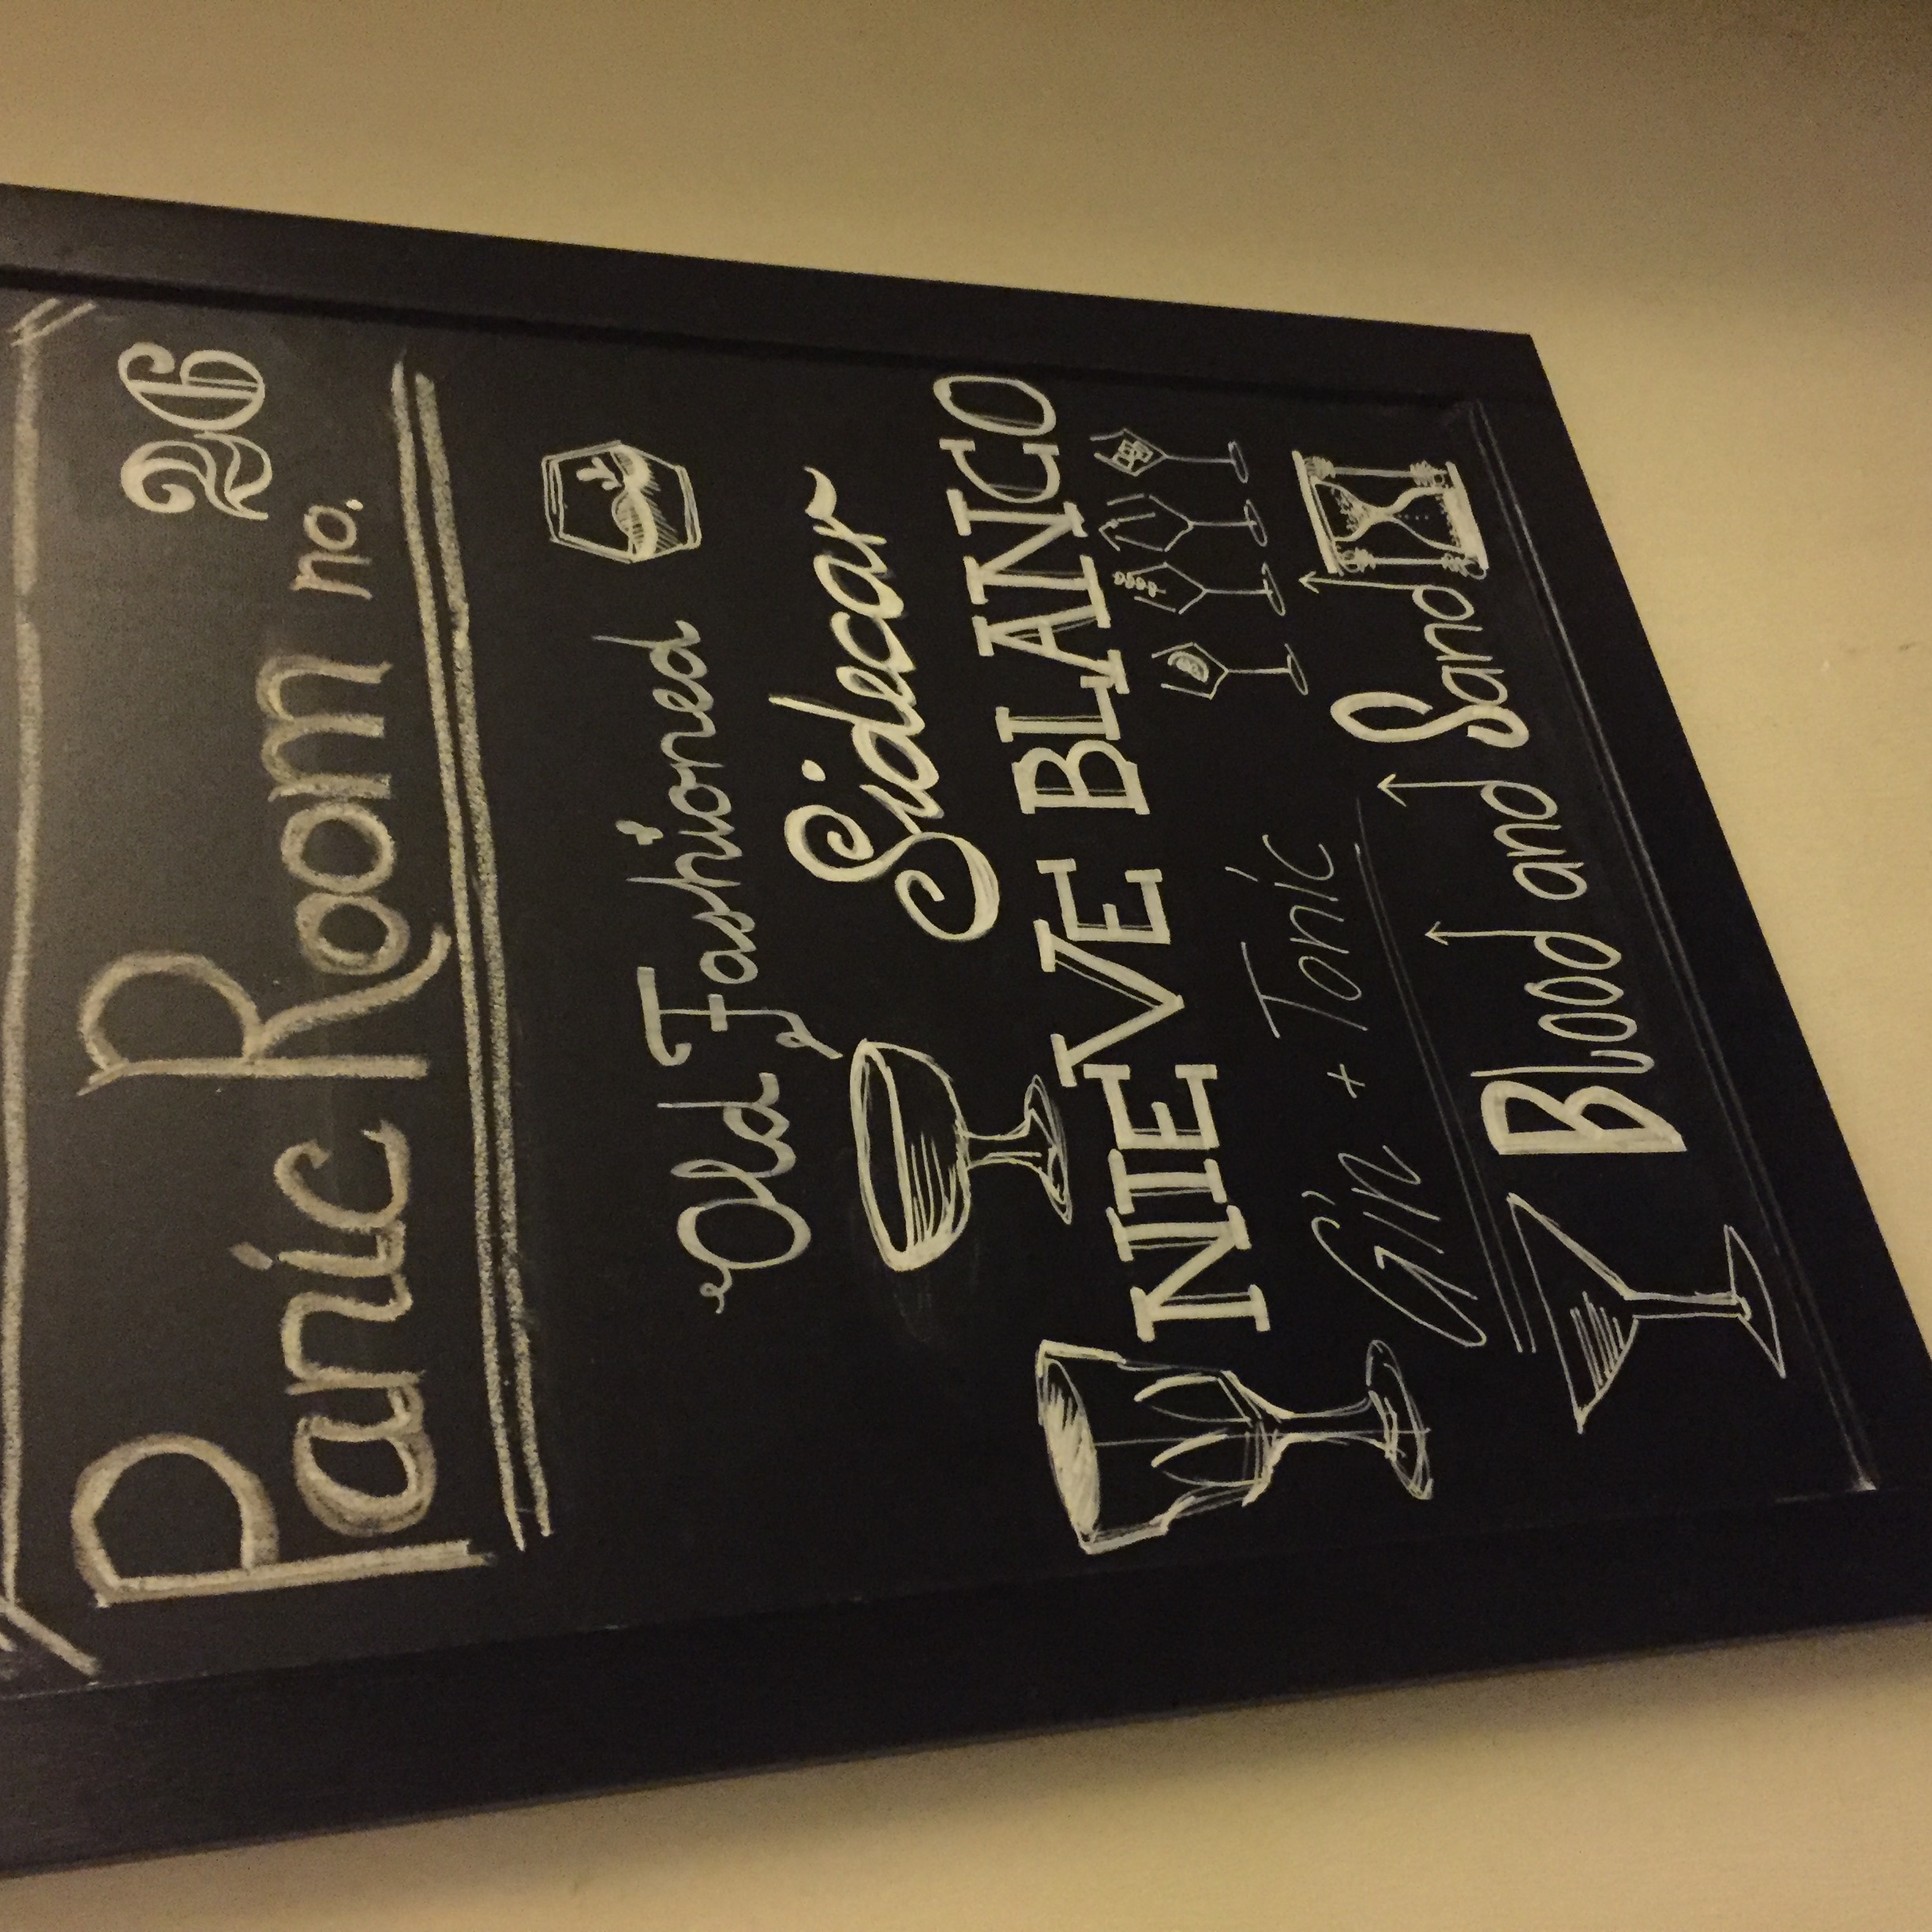 Panic Room no. 26
Old Fashioned
Sidecar
NIEVE BLANCO
Gin + Tonic
Blood and Sand